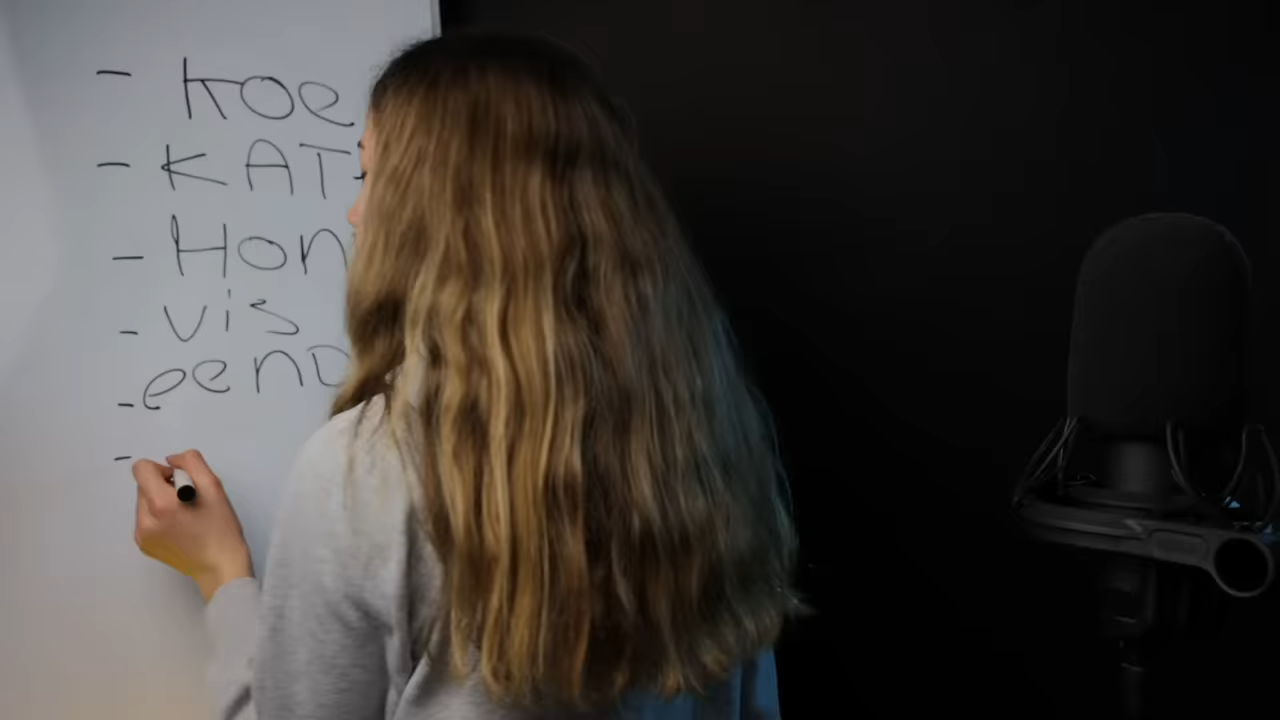 - Koe
- KAT
- Hon
- vis
- eend
-